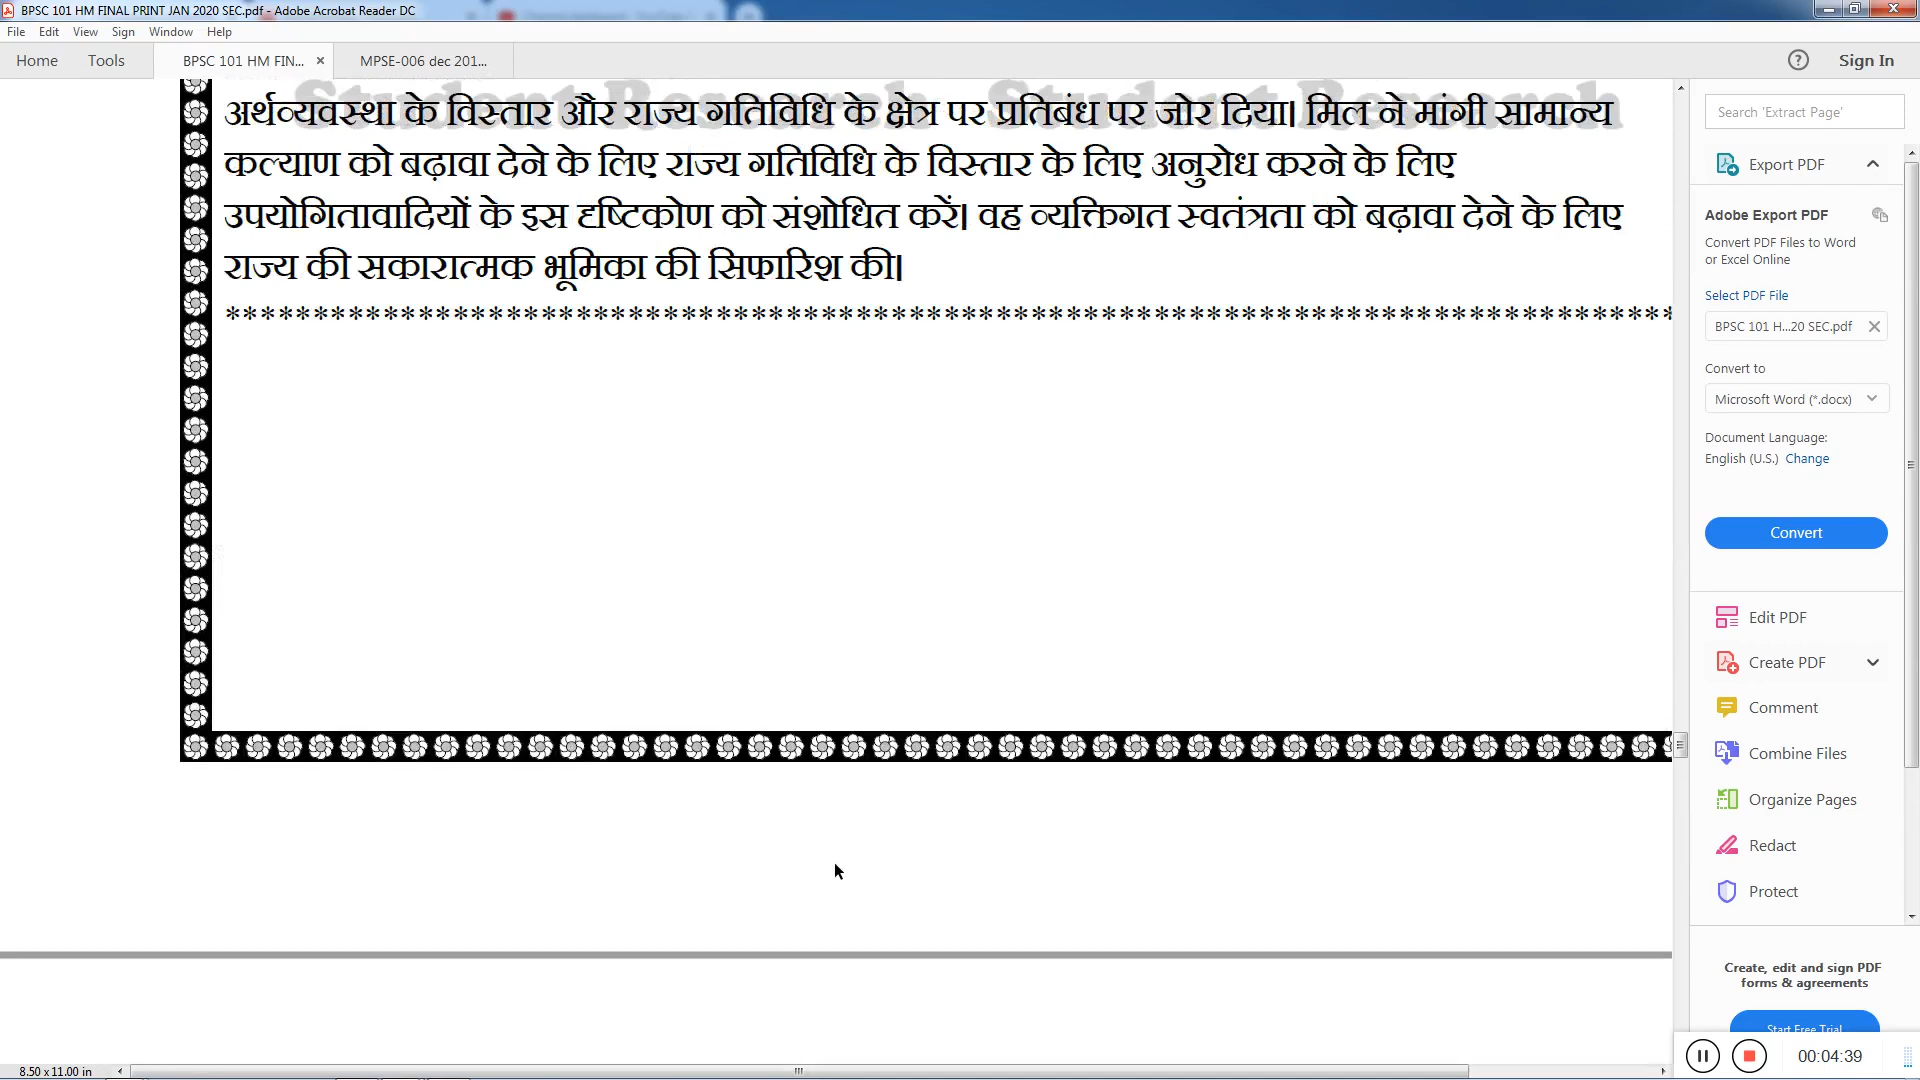 BPSC 101 HM FINAL PRINT JAN 2020 SEC.pdf - Adobe Acrobat Reader DC
File Edit View Sign Window Help
Home Tools BPSC 101 HM FIN... × MPSE-006 dec 201... ? Sign In
Student Research Student Research
अर्थव्यवस्था के विस्तार और राज्य गतिविधि के क्षेत्र पर प्रतिबंध पर जोर दिया। मिल ने मांगी सामान्य
कल्याण को बढ़ावा देने के लिए राज्य गतिविधि के विस्तार के लिए अनुरोध करने के लिए
उपयोगितावादियों के इस दृष्टिकोण को संशोधित करें। वह व्यक्तिगत स्वतंत्रता को बढ़ावा देने के लिए
राज्य की सकारात्मक भूमिका की सिफारिश की।
**********************************************************************************
Search 'Extract Page'
Export PDF
Adobe Export PDF
Convert PDF Files to Word
or Excel Online
Select PDF File
BPSC 101 H...20 SEC.pdf
Convert to
Microsoft Word (*.docx)
Document Language:
English (U.S.) Change
Convert
Edit PDF
Create PDF
Comment
Combine Files
Organize Pages
Redact
Protect
Create, edit and sign PDF
forms & agreements
Start Free Trial
00:04:39
8.50 x 11.00 in